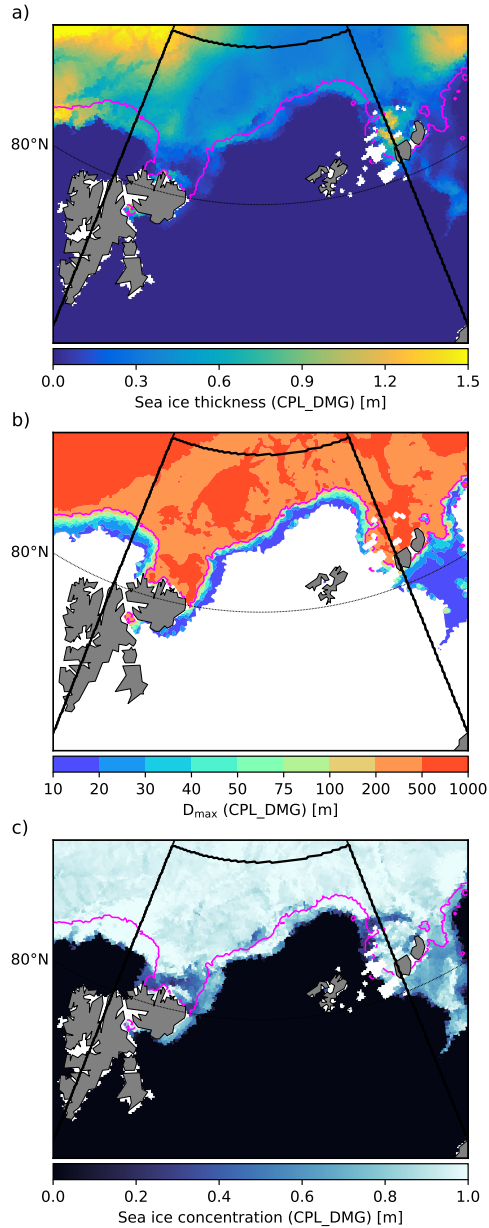 a)
80°N
0.0 0.3 0.6 0.9 1.2 1.5
Sea ice thickness (CPL_DMG) [m]
b)
80°N
10 20 30 40 50 75 100 200 500 1000
Dmax (CPL_DMG) [m]
c)
80°N
0.0 0.2 0.4 0.6 0.8 1.0
Sea ice concentration (CPL_DMG) [m]